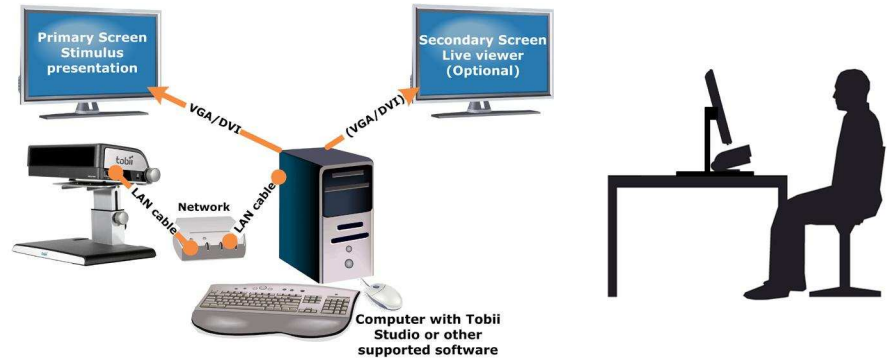 Primary Screen
Stimulus
presentation
Secondary Screen
Live viewer
(Optional)
VGA/DVI
(VGA/DVI)
tobii
LAN cable
Network
LAN cable
Computer with Tobii
Studio or other
supported software